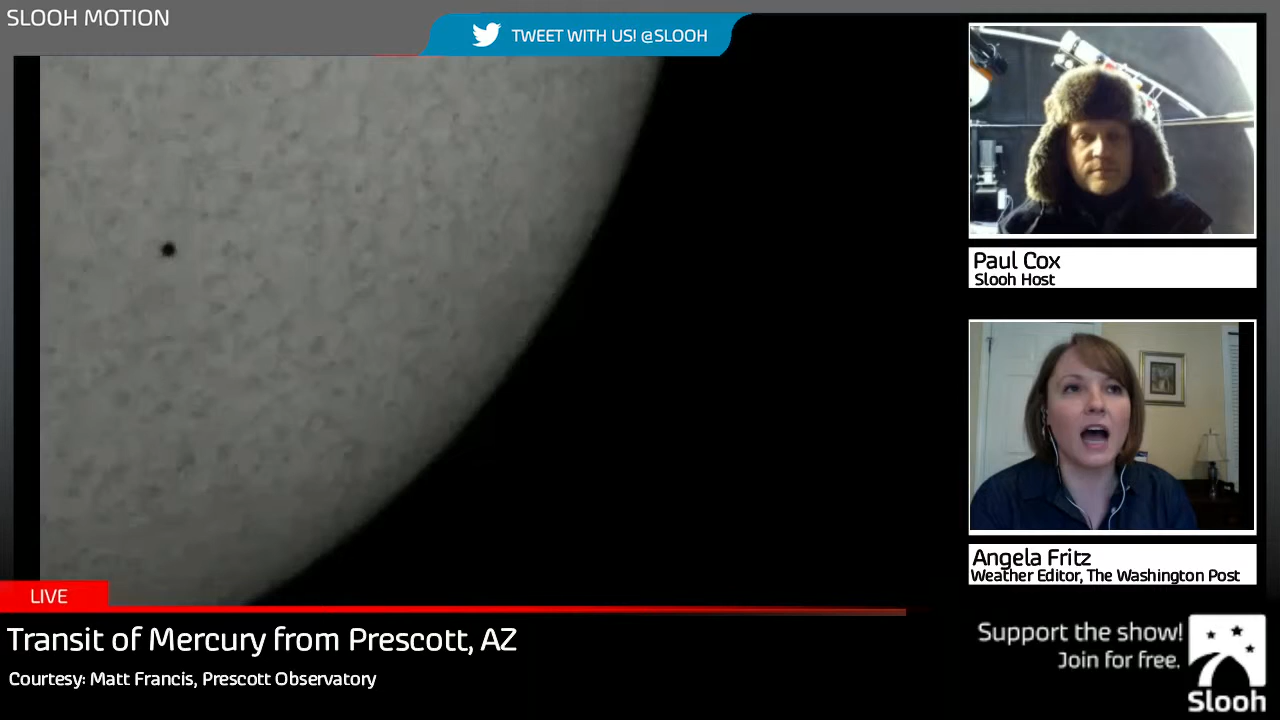 SLOOH MOTION
TWEET WITH US! @SLOOH
Paul Cox
Slooh Host
Angela Fritz
Weather Editor, The Washington Post
LIVE
Transit of Mercury from Prescott, AZ
Courtesy: Matt Francis, Prescott Observatory
Support the show!
Join for free.
Slooh